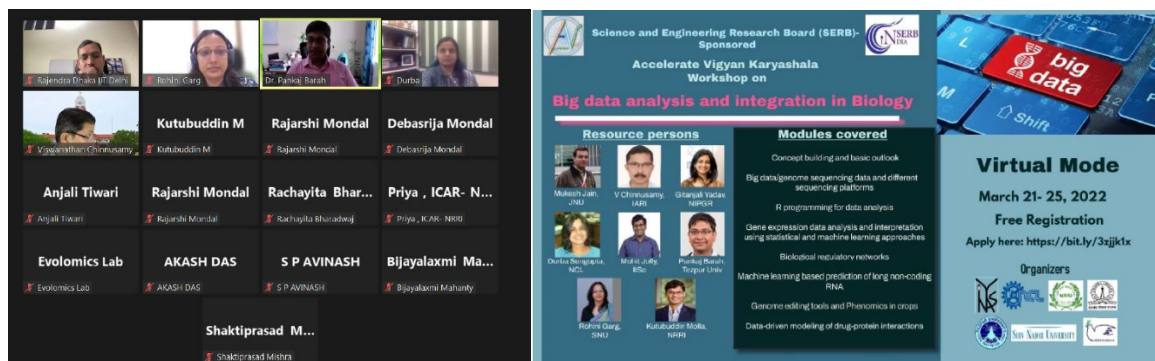 Rajendra Dhaka IIT Delhi
Rohini Garg
Dr. Pankaj Barah
Durba
Viswanathan Chinnusamy
Kutubuddin M
Kutubuddin M
Rajarshi Mondal
Rajarshi Mondal
Debasrija Mondal
Debasrija Mondal
Anjali Tiwari
Anjali Tiwari
Rajarshi Mondal
Rajarshi Mondal
Rachayita Bhar...
Rachayita Bharadwaj
Priya , ICAR- N...
Priya , ICAR- NRRI
Evolomics Lab
Evolomics Lab
AKASH DAS
AKASH DAS
S P AVINASH
S P AVINASH
Bijayalaxmi Ma...
Bijayalaxmi Mahanty
Shaktiprasad M...
Shaktiprasad Mishra
Science and Engineering Research Board (SERB)-
Sponsored
Accelerate Vigyan Karyashala
Workshop on
Big data analysis and integration in Biology
Resource persons
Mukesh Jain,
JNU
V Chinnusamy,
IARI
Gitanjali Yadav,
NIPGR
Durba Sengupta,
NCL
Mohit Jolly,
IISc
Pankaj Barah,
Tezpur Univ
Rohini Garg,
SNU
Kutubuddin Molla,
NRRI
Modules covered
Concept building and basic outlook
Big data/genome sequencing data and different
sequencing platforms
R programming for data analysis
Gene expression data analysis and interpretation
using statistical and machine learning approaches
Biological regulatory networks
Machine learning based prediction of long non-coding
RNA
Genome editing tools and Phenomics in crops
Data-driven modeling of drug-protein interactions
big
data
L
Shift
Virtual Mode
March 21- 25, 2022
Free Registration
Apply here: https://bit.ly/3zjjk1x
Organizers
SERB
INDIA
NCL
SHIV NADAR UNIVERSITY